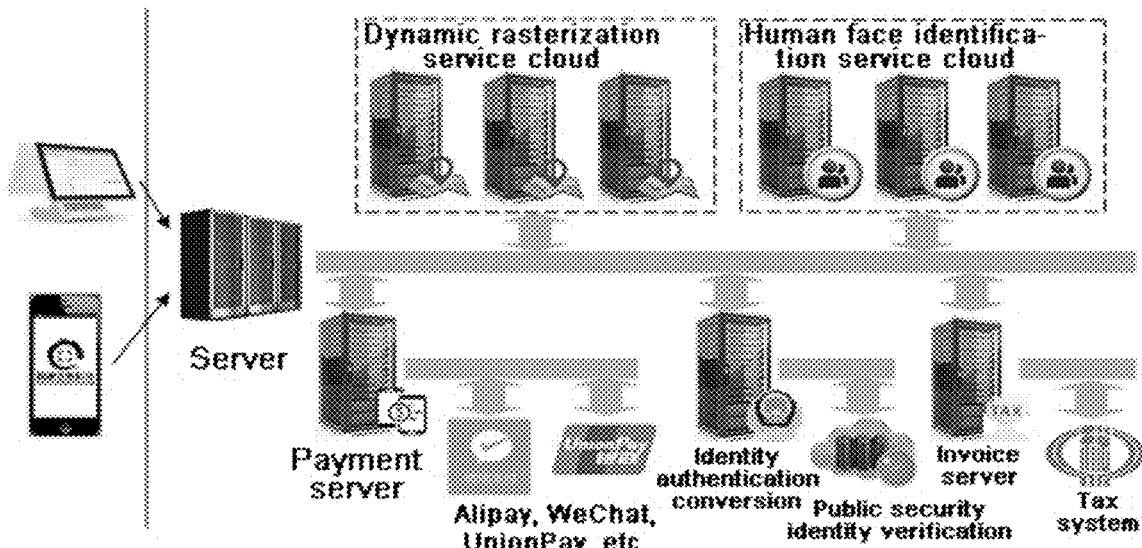 Dynamic rasterization
service cloud
Human face identifica-
tion service cloud
Server
Payment
server
Alipay, WeChat,
UnionPay, etc
Identity
authentication
conversion
Public security
identity verification
Invoice
server
TAX
Tax
system